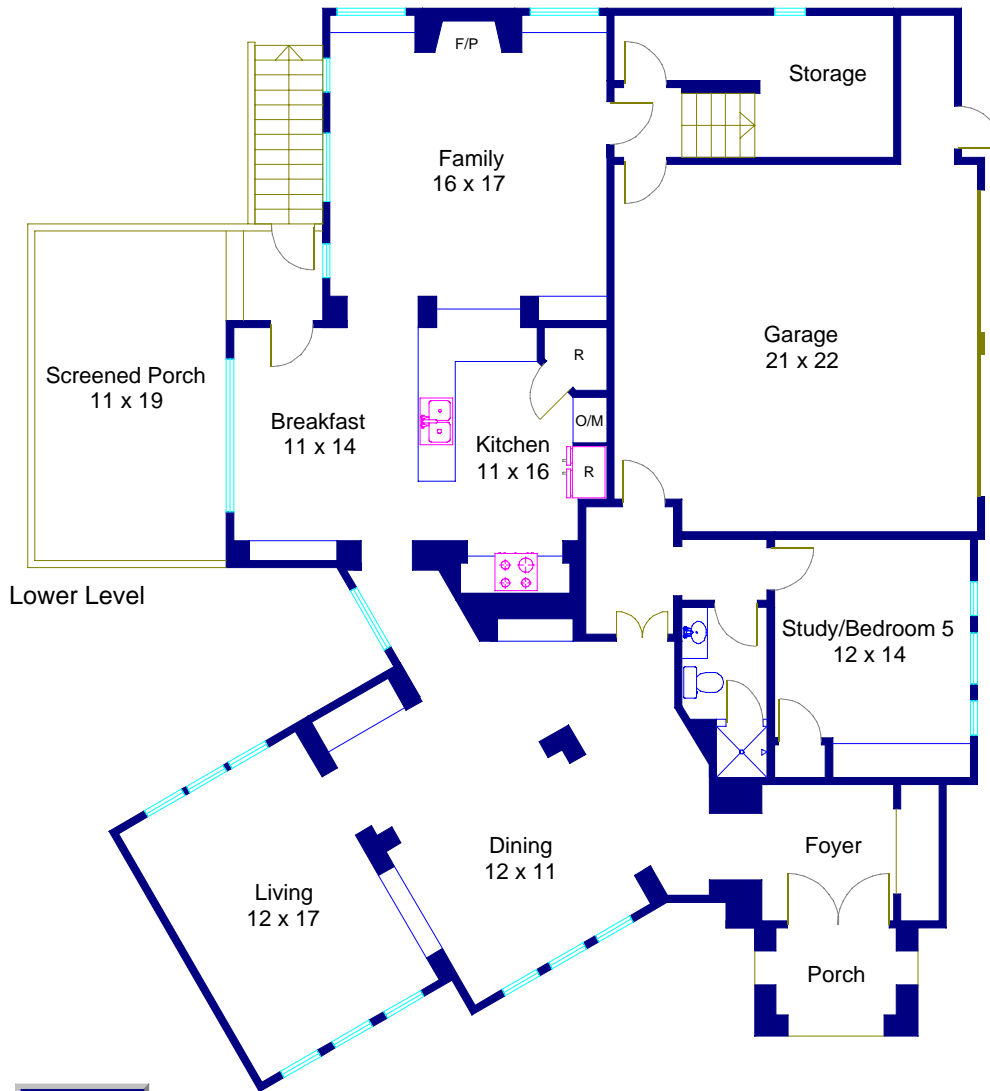 F/P
Storage
Family
16 x 17
Garage
21 x 22
Screened Porch
11 x 19
R
Breakfast
11 x 14
O/M
Kitchen
11 x 16
R
Lower Level
Study/Bedroom 5
12 x 14
Dining
12 x 11
Foyer
Living
12 x 17
Porch